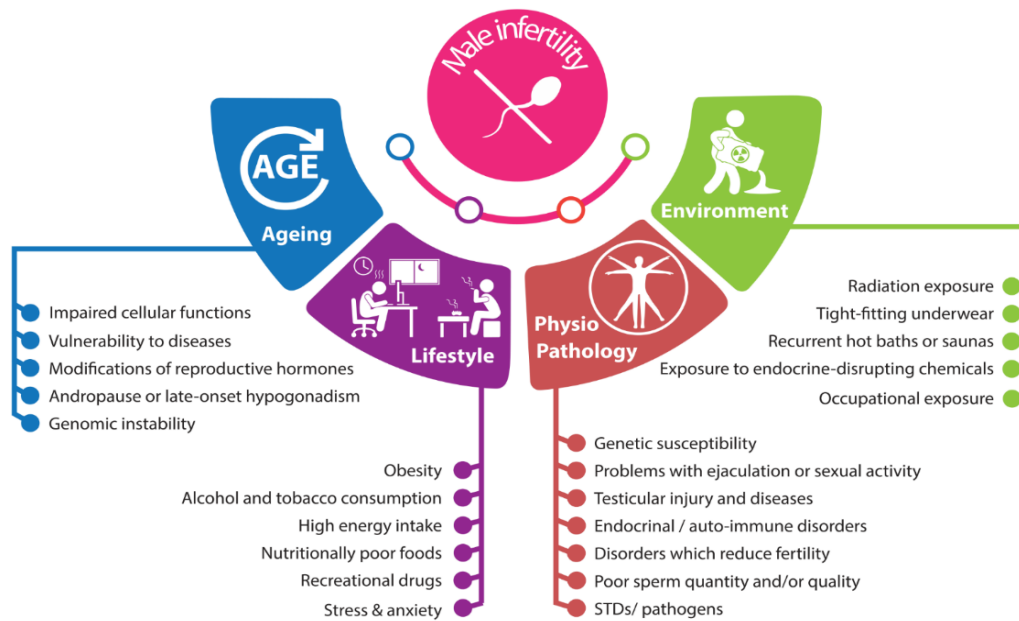 Male infertility
AGE
Ageing
Impaired cellular functions
Vulnerability to diseases
Modifications of reproductive hormones
Andropause or late-onset hypogonadism
Genomic instability
Lifestyle
Obesity
Alcohol and tobacco consumption
High energy intake
Nutritionally poor foods
Recreational drugs
Stress & anxiety
Physio
Pathology
Genetic susceptibility
Problems with ejaculation or sexual activity
Testicular injury and diseases
Endocrinal / auto-immune disorders
Disorders which reduce fertility
Poor sperm quantity and/or quality
STDs/ pathogens
Environment
Radiation exposure
Tight-fitting underwear
Recurrent hot baths or saunas
Exposure to endocrine-disrupting chemicals
Occupational exposure